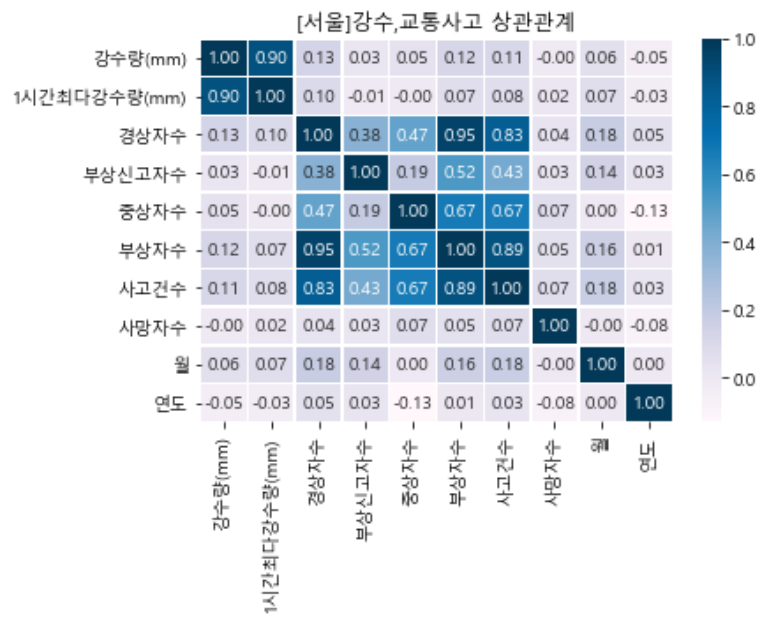 [서울]강수,교통사고 상관관계
강수량(mm) 1.00 0.90 0.13 0.03 0.05 0.12 0.11 -0.00 0.06 -0.05
1시간최다강수량(mm) 0.90 1.00 0.10 -0.01 -0.00 0.07 0.08 0.02 0.07 -0.03
경상자수 0.13 0.10 1.00 0.38 0.47 0.95 0.83 0.04 0.18 0.05
부상신고자수 0.03 -0.01 0.38 1.00 0.19 0.52 0.43 0.03 0.14 0.03
중상자수 0.05 -0.00 0.47 0.19 1.00 0.67 0.67 0.07 0.00 -0.13
부상자수 0.12 0.07 0.95 0.52 0.67 1.00 0.89 0.05 0.16 0.01
사고건수 0.11 0.08 0.83 0.43 0.67 0.89 1.00 0.07 0.18 0.03
사망자수 -0.00 0.02 0.04 0.03 0.07 0.05 0.07 1.00 -0.00 -0.08
월 0.06 0.07 0.18 0.14 0.00 0.16 0.18 -0.00 1.00 0.00
연도 -0.05 -0.03 0.05 0.03 -0.13 0.01 0.03 -0.08 0.00 1.00
강수량(mm)
1시간최다강수량(mm)
경상자수
부상신고자수
중상자수
부상자수
사고건수
사망자수
월
연도
1.0
0.8
0.6
0.4
0.2
0.0